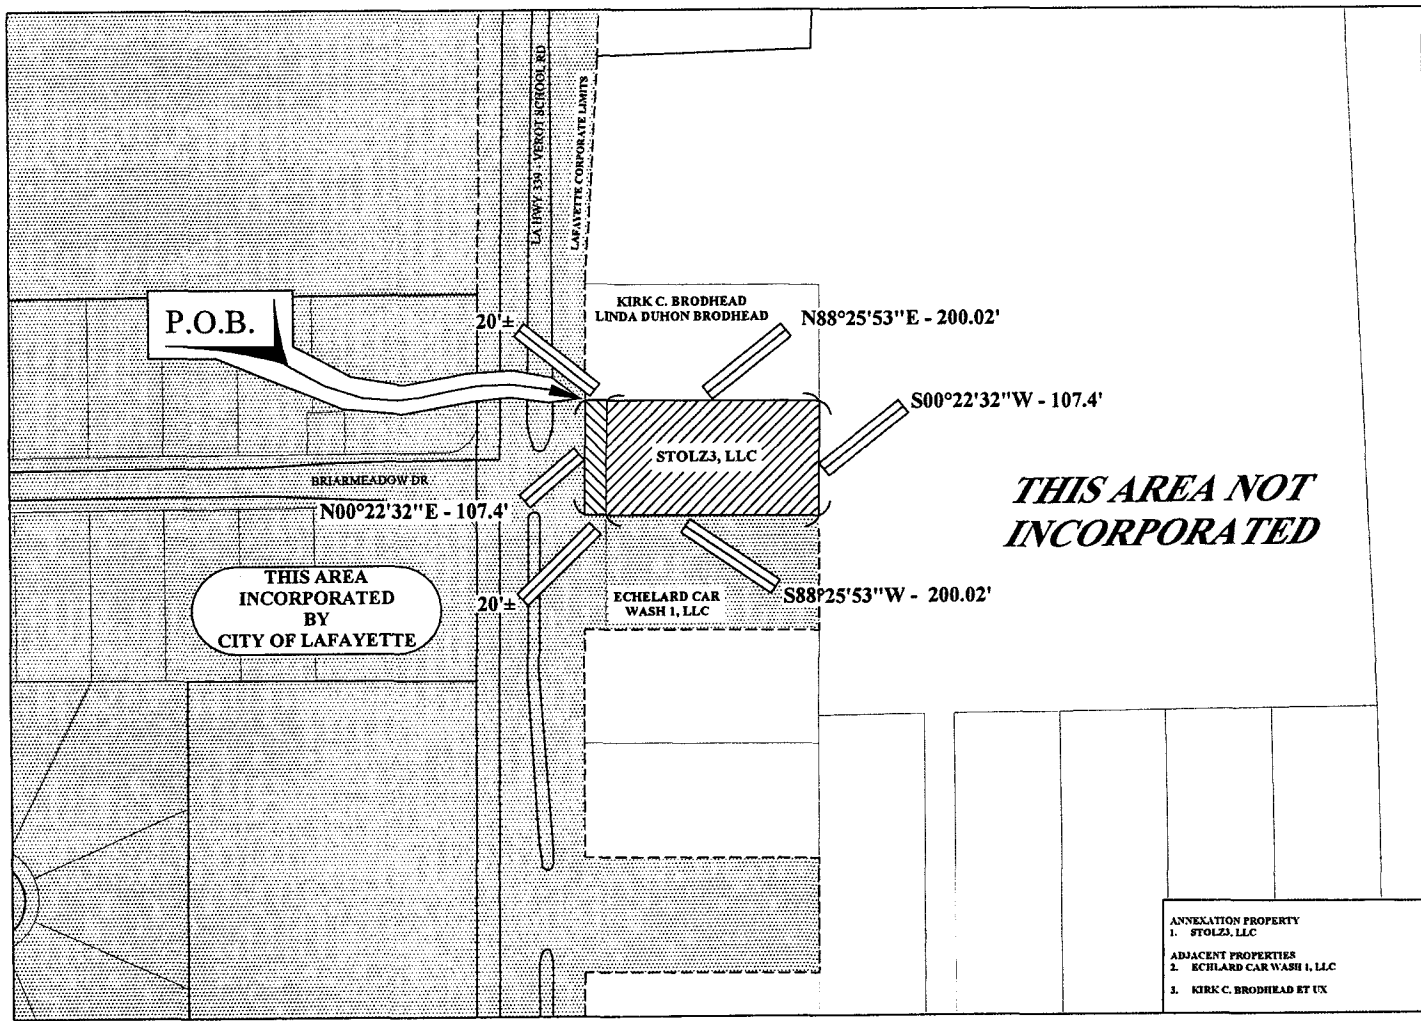 LA HWY 339 - VEROT SCHOOL RD
LAFAYETTE CORPORATE LIMITS
P.O.B.
20'±
KIRK C. BRODHEAD
LINDA DUHON BRODHEAD
N88°25'53"E - 200.02'
S00°22'32"W - 107.4'
STOLZ3, LLC
BRIARMEADOW DR
N00°22'32"E - 107.4'
THIS AREA NOT
INCORPORATED
THIS AREA
INCORPORATED
BY
CITY OF LAFAYETTE
20'±
ECHELARD CAR
WASH 1, LLC
S88°25'53"W - 200.02'
ANNEXATION PROPERTY
1. STOLZ3, LLC
ADJACENT PROPERTIES
2. ECHLARD CAR WASH 1, LLC
3. KIRK C. BRODHEAD ET UX